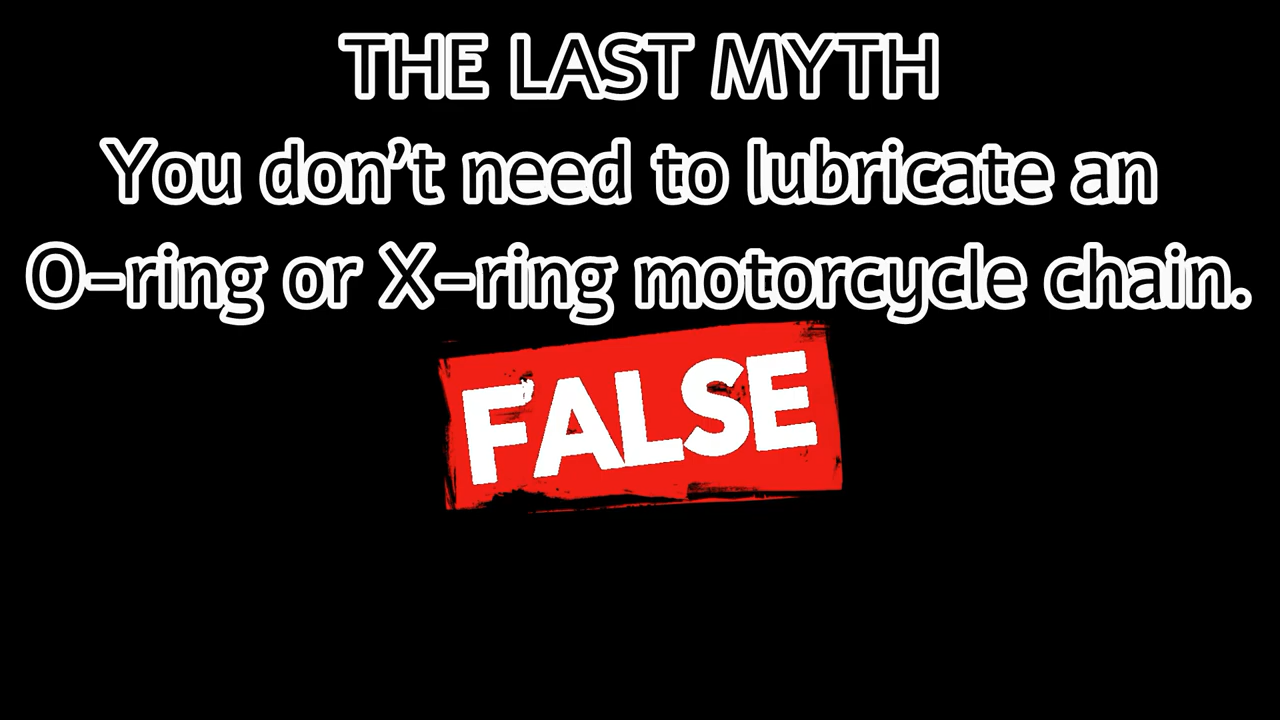 THE LAST MYTH
You don’t need to lubricate an
O-ring or X-ring motorcycle chain.
FALSE